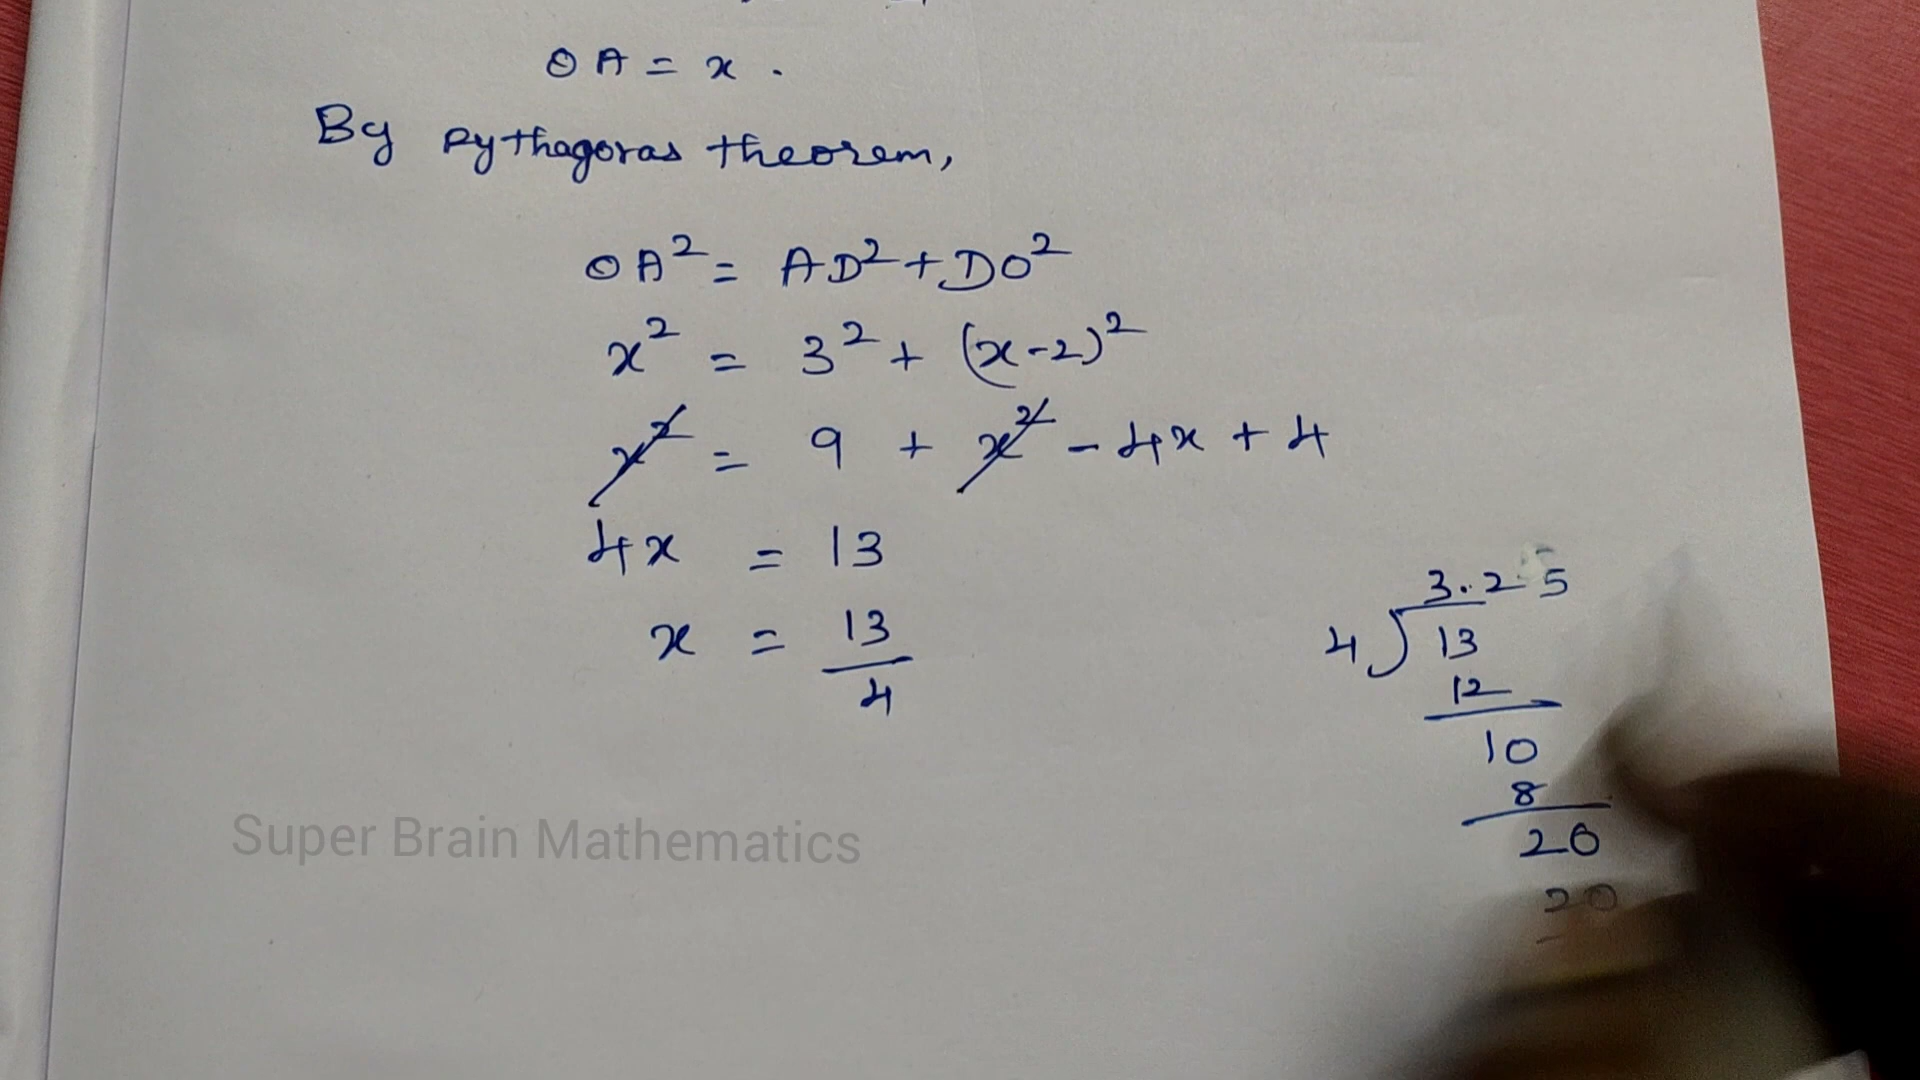 OA = x.
By Pythagoras theorem,
OA² = AD² + DO²
x² = 3² + (x-2)²
x² = 9 + x² - 4x + 4
4x = 13
x = 13/4
3.25
4)13
12
10
8
20
20
Super Brain Mathematics